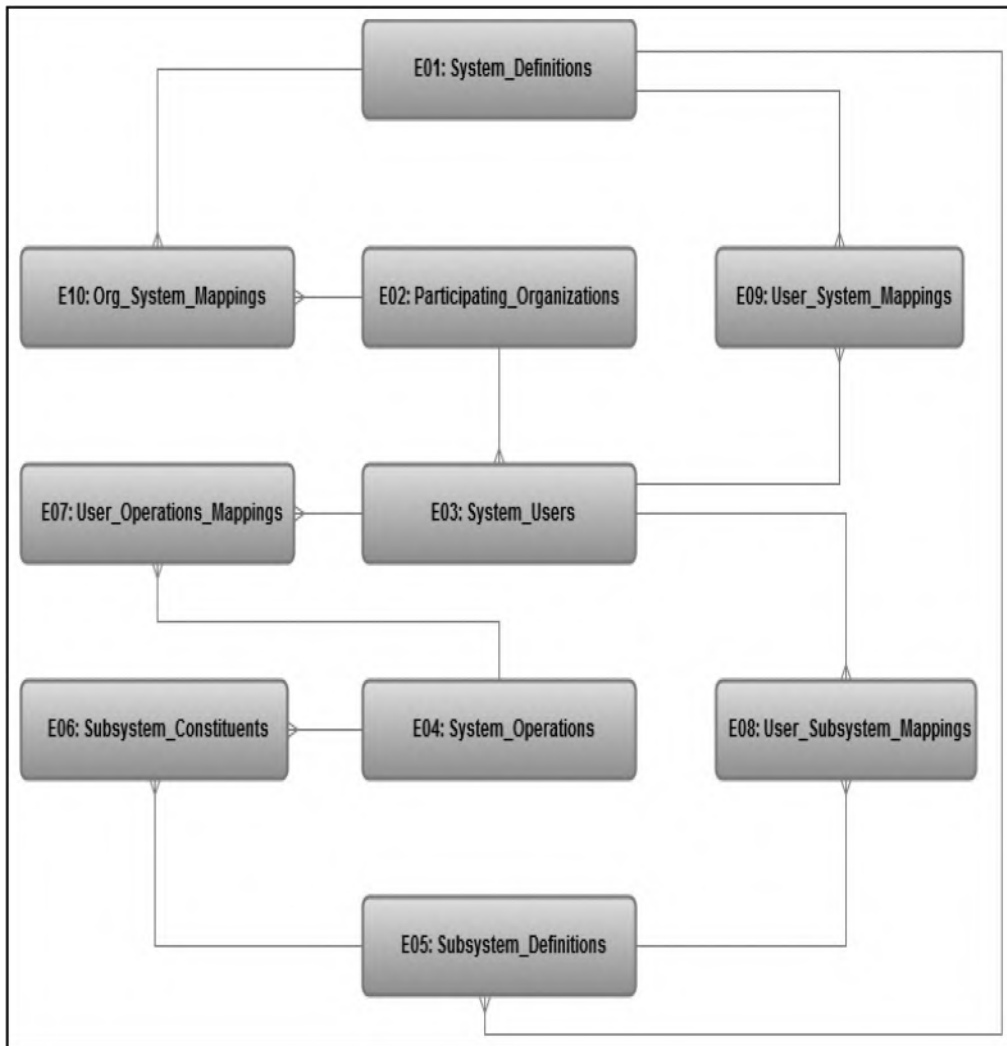 E01: System_Definitions
E10: Org_System_Mappings
E02: Participating_Organizations
E09: User_System_Mappings
E07: User_Operations_Mappings
E03: System_Users
E06: Subsystem_Constituents
E04: System_Operations
E08: User_Subsystem_Mappings
E05: Subsystem_Definitions